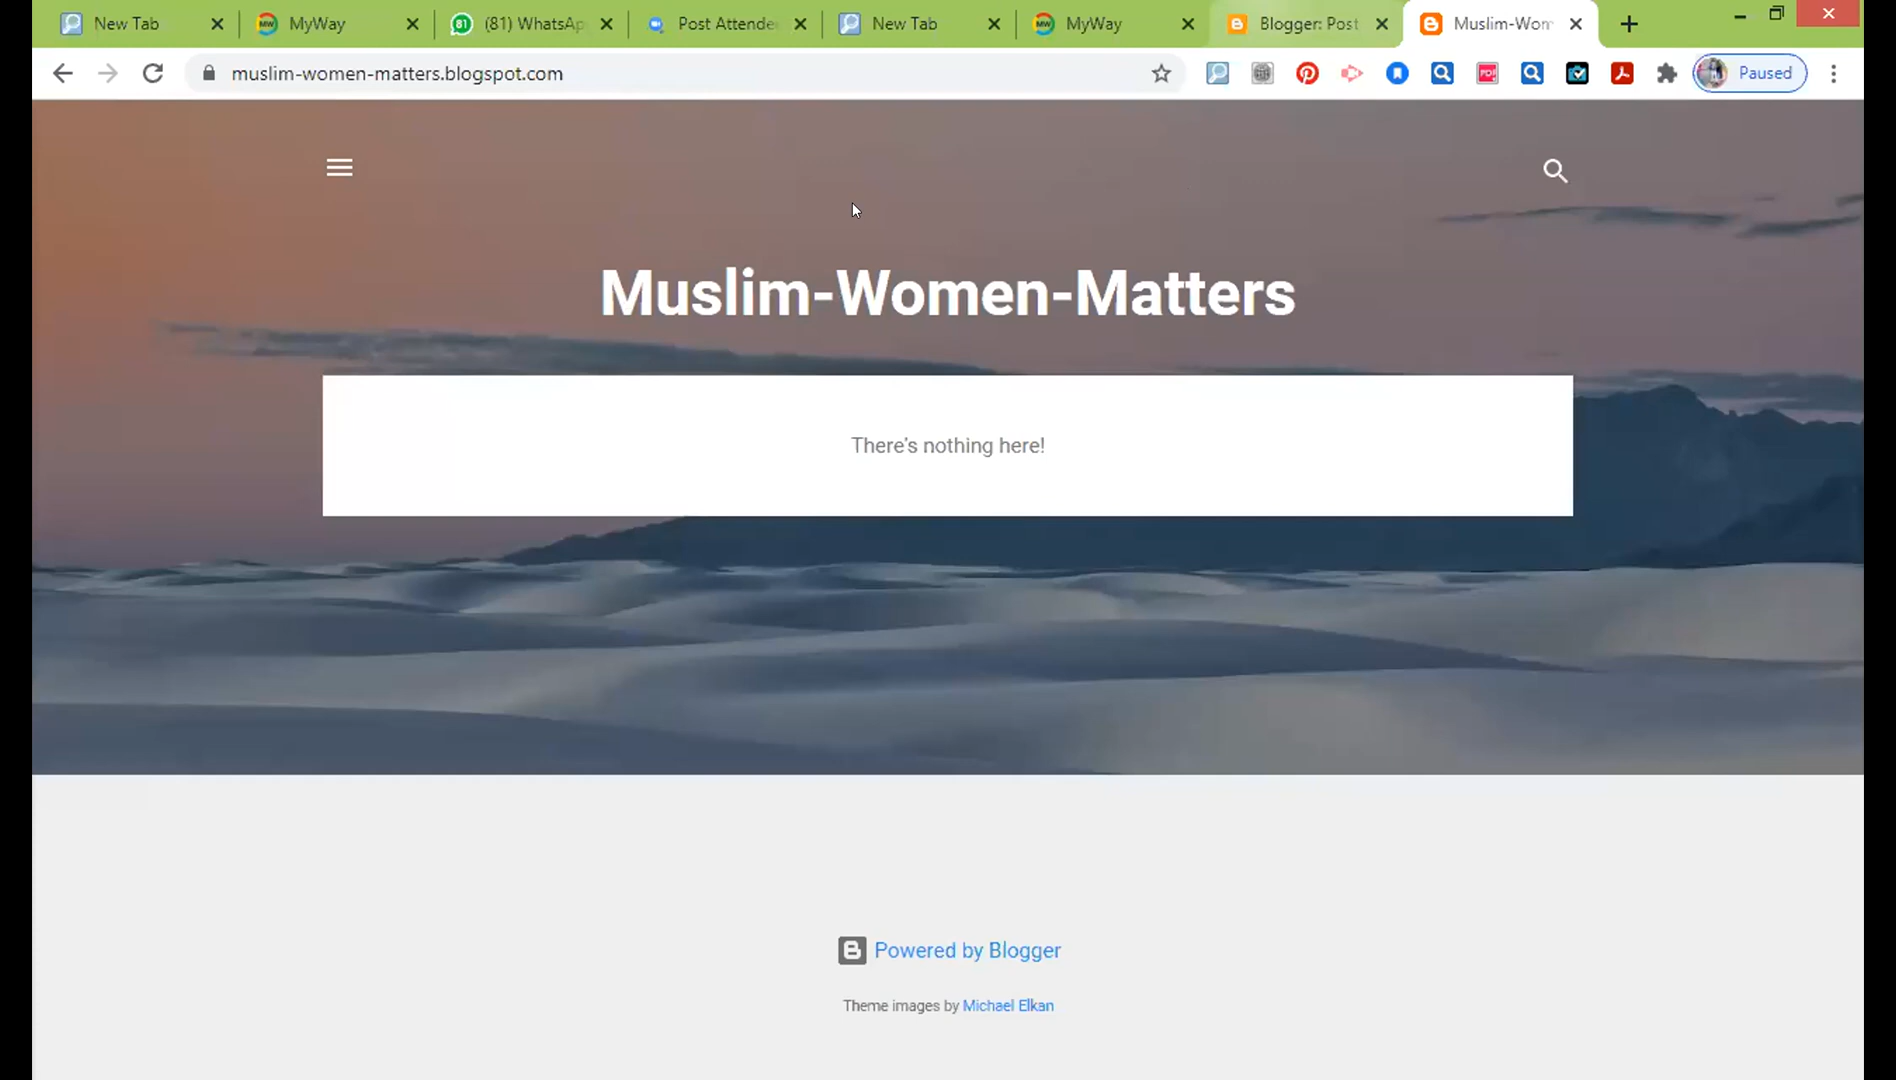 New Tab
MyWay
(81) WhatsAp
Post Attende
New Tab
MyWay
Blogger: Post
Muslim-Wom
muslim-women-matters.blogspot.com
Paused
Muslim-Women-Matters
There's nothing here!
Powered by Blogger
Theme images by Michael Elkan